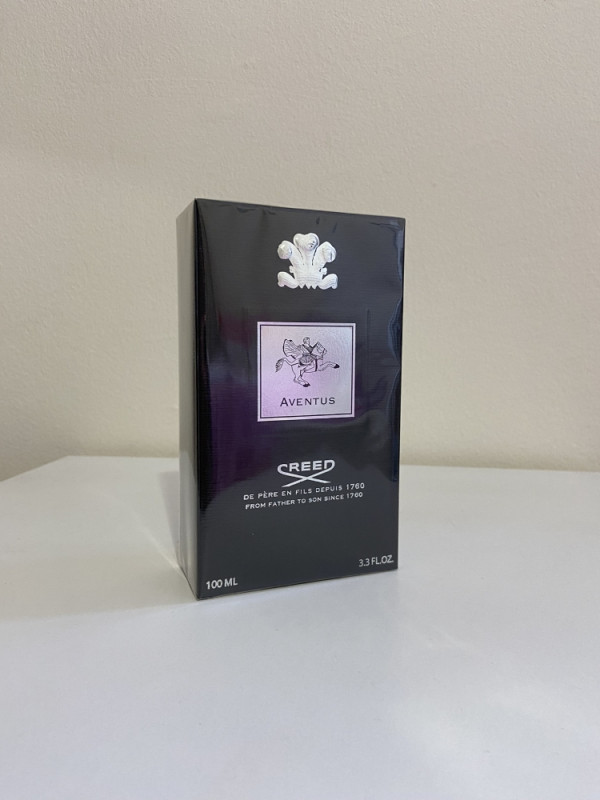 AVENTUS
CREED
DE PÈRE EN FILS DEPUIS 1760
FROM FATHER TO SON SINCE 1760
100 ML
3.3 FL.OZ.